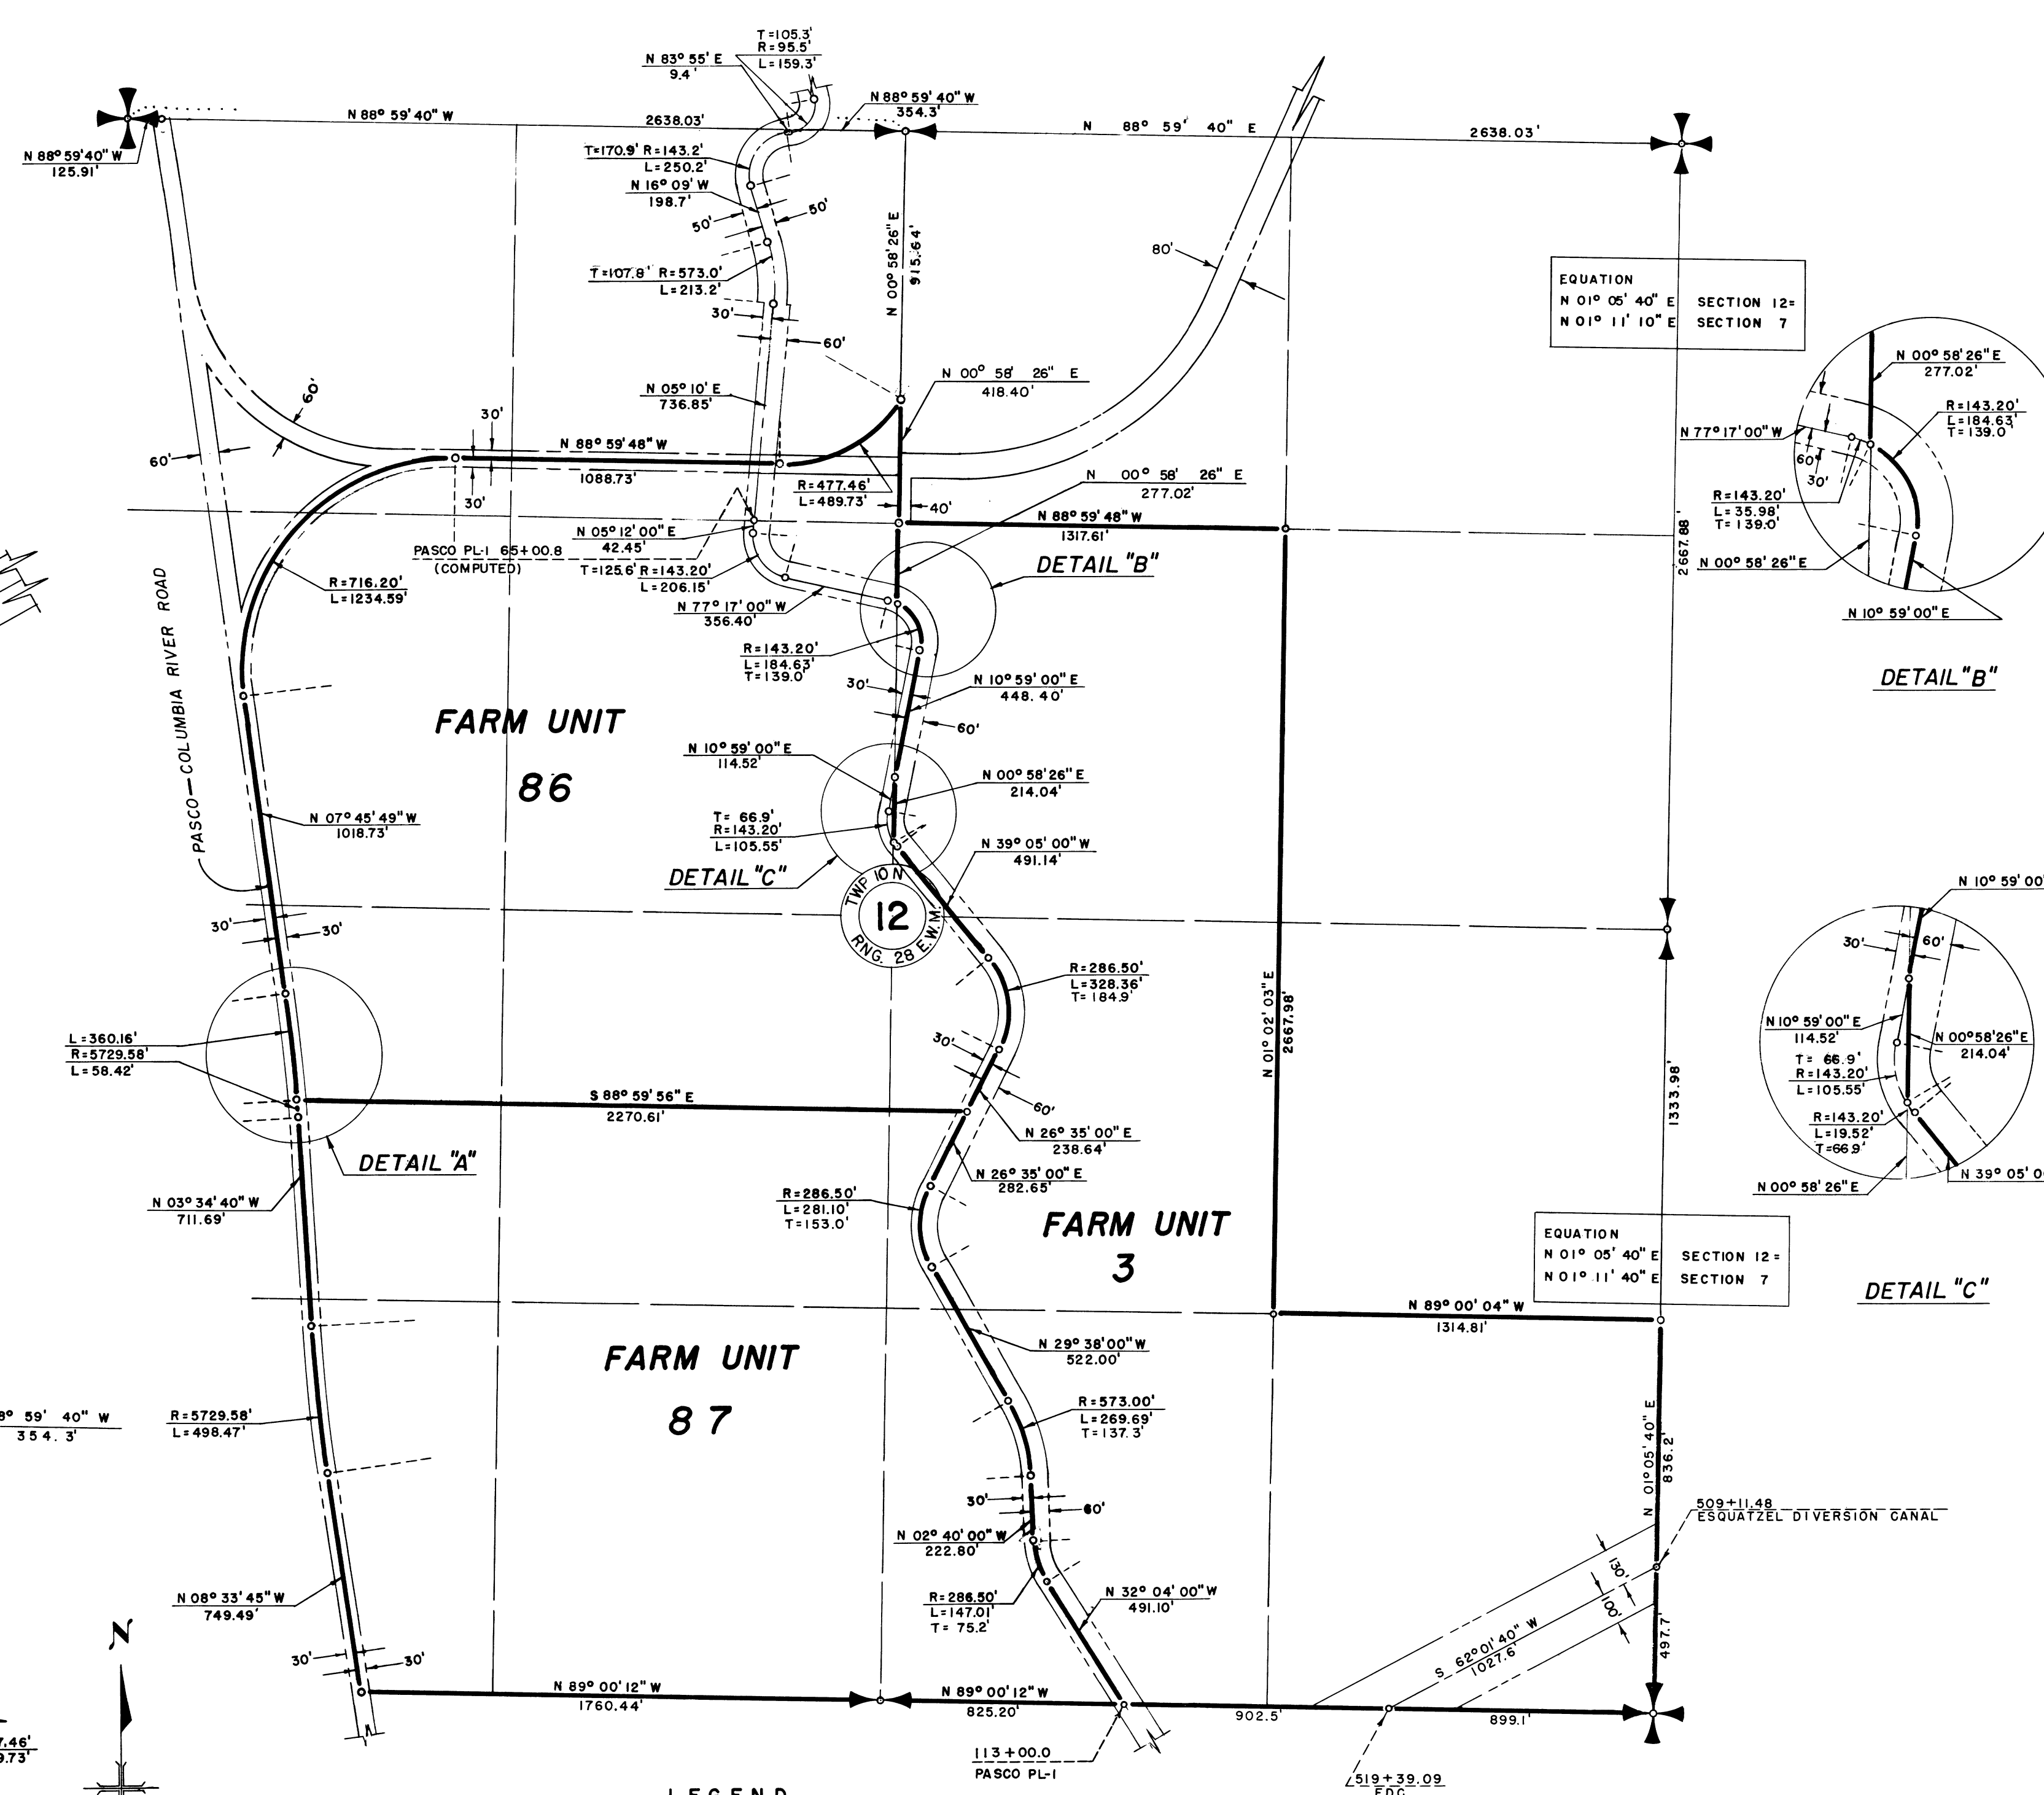 T=105.3'
R=95.5'
L=159.3'
N 83° 55' E
9.4'
N 88° 59' 40" W
354.3'
N 88° 59' 40" W
2638.03'
N 88° 59' 40" E
2638.03'
N 88° 59' 40" W
125.91'
T=170.9' R=143.2'
L=250.2'
N 16° 09' W
198.7'
50'
50'
T=107.8' R=573.0'
L=213.2'
30'
60'
N 00° 58' 26" E
915.64'
80'
EQUATION
N 01° 05' 40" E SECTION 12=
N 01° 11' 10" E SECTION 7
N 05° 10' E
736.85'
N 00° 58' 26" E
418.40'
60'
60'
30'
N 88° 59' 48" W
1088.73'
30'
R=477.46'
L=489.73'
40'
N 00° 58' 26" E
277.02'
N 88° 59' 48" W
1317.61'
2667.88'
N 05° 12' 00" E
42.45'
PASCO PL-1 65+00.8
(COMPUTED)
T=125.6' R=143.20'
L=206.15'
N 77° 17' 00" W
356.40'
DETAIL "B"
R=716.20'
L=1234.59'
PASCO-COLUMBIA RIVER ROAD
R=143.20'
L=184.63'
T=139.0'
30'
N 10° 59' 00" E
448.40'
60'
N 00° 58' 26" E
277.02'
R=143.20'
L=184.63'
T=139.0'
N 77° 17' 00" W
60'
30'
R=143.20'
L=35.98'
T=139.0'
N 00° 58' 26" E
N 10° 59' 00" E
DETAIL "B"
FARM UNIT
86
N 10° 59' 00" E
114.52'
N 00° 58' 26" E
214.04'
T= 66.9'
R=143.20'
L=105.55'
N 39° 05' 00" W
491.14'
DETAIL "C"
N 07° 45' 49" W
1018.73'
30'
30'
TWP 10 N
12
RNG. 28 E.W.M.
R=286.50'
L=328.36'
T=184.9'
N 01° 02' 03" E
2667.98'
30'
60'
L=360.16'
R=5729.58'
L=58.42'
S 88° 59' 56" E
2270.61'
N 26° 35' 00" E
238.64'
N 26° 35' 00" E
282.65'
DETAIL "A"
N 03° 34' 40" W
711.69'
R=286.50'
L=281.10'
T=153.0'
1333.98'
N 10° 59' 00
30'
60'
N 10° 59' 00" E
114.52'
N 00° 58' 26" E
214.04'
T= 66.9'
R=143.20'
L=105.55'
R=143.20'
L=19.52'
T=66.9'
N 00° 58' 26" E
N 39° 05' 0
DETAIL "C"
FARM UNIT
3
EQUATION
N 01° 05' 40" E SECTION 12=
N 01° 11' 40" E SECTION 7
N 89° 00' 04" W
1314.81'
FARM UNIT
87
N 29° 38' 00" W
522.00'
R=573.00'
L=269.69'
T=137.3'
8° 59' 40" W
354.3'
R=5729.58'
L=498.47'
30'
60'
N 02° 40' 00" W
222.80'
N 01° 05' 40" E
836.2'
509+11.48
ESQUATZEL DIVERSION CANAL
130'
100'
N 08° 33' 45" W
749.49'
R=286.50'
L=147.01'
T= 75.2'
N 32° 04' 00" W
491.10'
S 62° 01' 40" W
1027.6'
497.7'
N
30'
30'
N 89° 00' 12" W
1760.44'
N 89° 00' 12" W
825.20'
902.5'
899.1'
7.46'
9.73'
113+00.0
PASCO PL-1
519+39.09
EDC
LEGEND